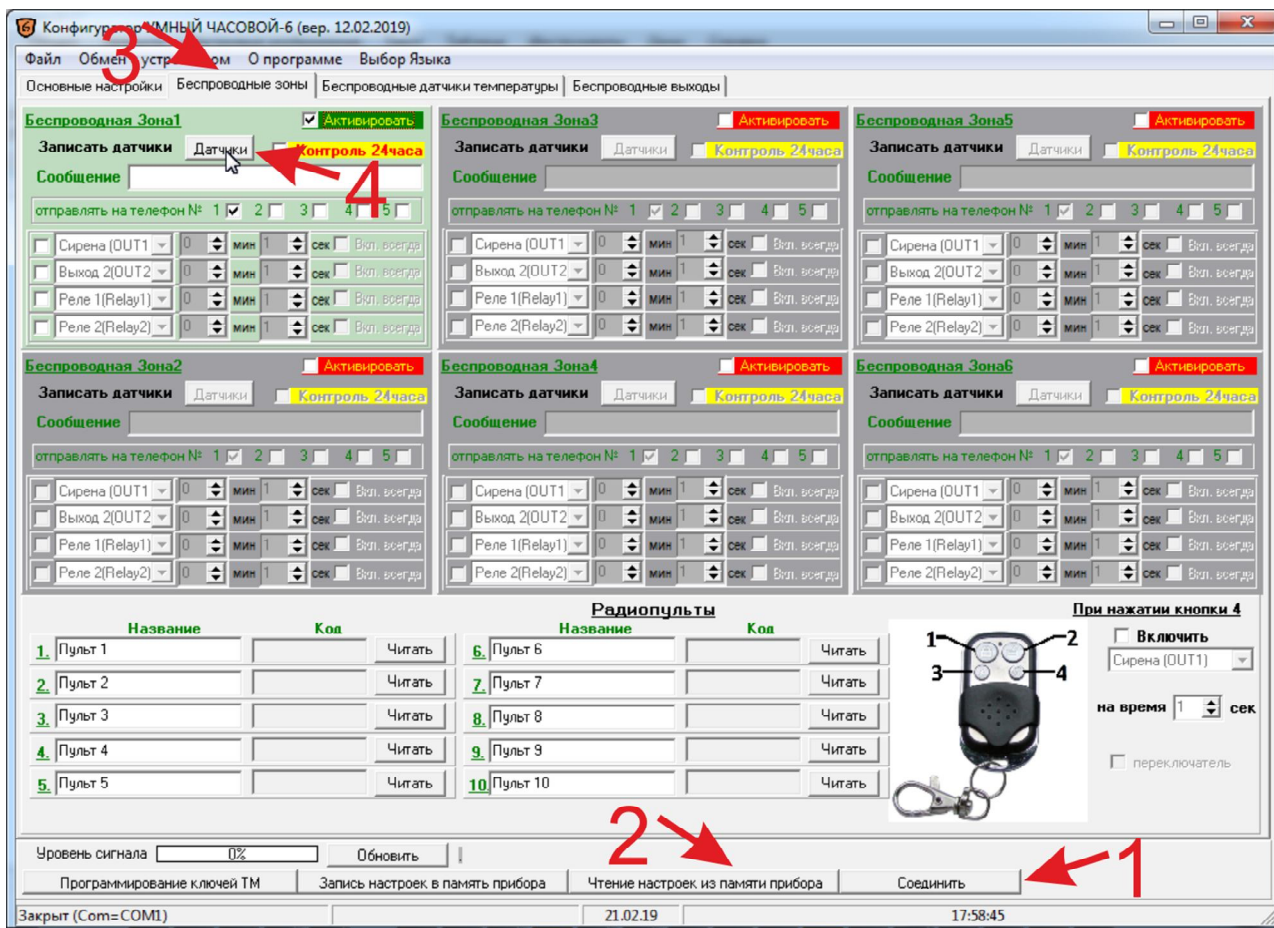 Конфигуратор УМНЫЙ ЧАСОВОЙ-6 (вер. 12.02.2019)
3
Файл Обмен устройством О программе Выбор Языка
Основные настройки Беспроводные зоны Беспроводные датчики температуры Беспроводные выходы
Беспроводная Зона1 Активировать
Записать датчики Датчики Контроль 24часа
4
Сообщение
отправлять на телефон № 1 2 3 4 5
Сирена (OUT1 0 мин 1 сек Вкл. всегда
Выход 2(OUT2 0 мин 1 сек Вкл. всегда
Реле 1(Relay1) 0 мин 1 сек Вкл. всегда
Реле 2(Relay2) 0 мин 1 сек Вкл. всегда
Беспроводная Зона3 Активировать
Записать датчики Датчики Контроль 24часа
Сообщение
отправлять на телефон № 1 2 3 4 5
Сирена (OUT1 0 мин 1 сек Вкл. всегда
Выход 2(OUT2 0 мин 1 сек Вкл. всегда
Реле 1(Relay1) 0 мин 1 сек Вкл. всегда
Реле 2(Relay2) 0 мин 1 сек Вкл. всегда
Беспроводная Зона5 Активировать
Записать датчики Датчики Контроль 24часа
Сообщение
отправлять на телефон № 1 2 3 4 5
Сирена (OUT1 0 мин 1 сек Вкл. всегда
Выход 2(OUT2 0 мин 1 сек Вкл. всегда
Реле 1(Relay1) 0 мин 1 сек Вкл. всегда
Реле 2(Relay2) 0 мин 1 сек Вкл. всегда
Беспроводная Зона2 Активировать
Записать датчики Датчики Контроль 24часа
Сообщение
отправлять на телефон № 1 2 3 4 5
Сирена (OUT1 0 мин 1 сек Вкл. всегда
Выход 2(OUT2 0 мин 1 сек Вкл. всегда
Реле 1(Relay1) 0 мин 1 сек Вкл. всегда
Реле 2(Relay2) 0 мин 1 сек Вкл. всегда
Беспроводная Зона4 Активировать
Записать датчики Датчики Контроль 24часа
Сообщение
отправлять на телефон № 1 2 3 4 5
Сирена (OUT1 0 мин 1 сек Вкл. всегда
Выход 2(OUT2 0 мин 1 сек Вкл. всегда
Реле 1(Relay1) 0 мин 1 сек Вкл. всегда
Реле 2(Relay2) 0 мин 1 сек Вкл. всегда
Беспроводная Зона6 Активировать
Записать датчики Датчики Контроль 24часа
Сообщение
отправлять на телефон № 1 2 3 4 5
Сирена (OUT1 0 мин 1 сек Вкл. всегда
Выход 2(OUT2 0 мин 1 сек Вкл. всегда
Реле 1(Relay1) 0 мин 1 сек Вкл. всегда
Реле 2(Relay2) 0 мин 1 сек Вкл. всегда
Радиопульты
Название Код Название Код
1. Пульт 1 Читать 6. Пульт 6 Читать
2. Пульт 2 Читать 7. Пульт 7 Читать
3. Пульт 3 Читать 8. Пульт 8 Читать
4. Пульт 4 Читать 9. Пульт 9 Читать
5. Пульт 5 Читать 10 Пульт 10 Читать
1 2
3 4
При нажатии кнопки 4
Включить
Сирена (OUT1)
на время 1 сек
переключатель
2 1
Уровень сигнала 0% Обновить
Программирование ключей ТМ Запись настроек в память прибора Чтение настроек из памяти прибора Соединить
Закрыт (Com=COM1) 21.02.19 17:58:45